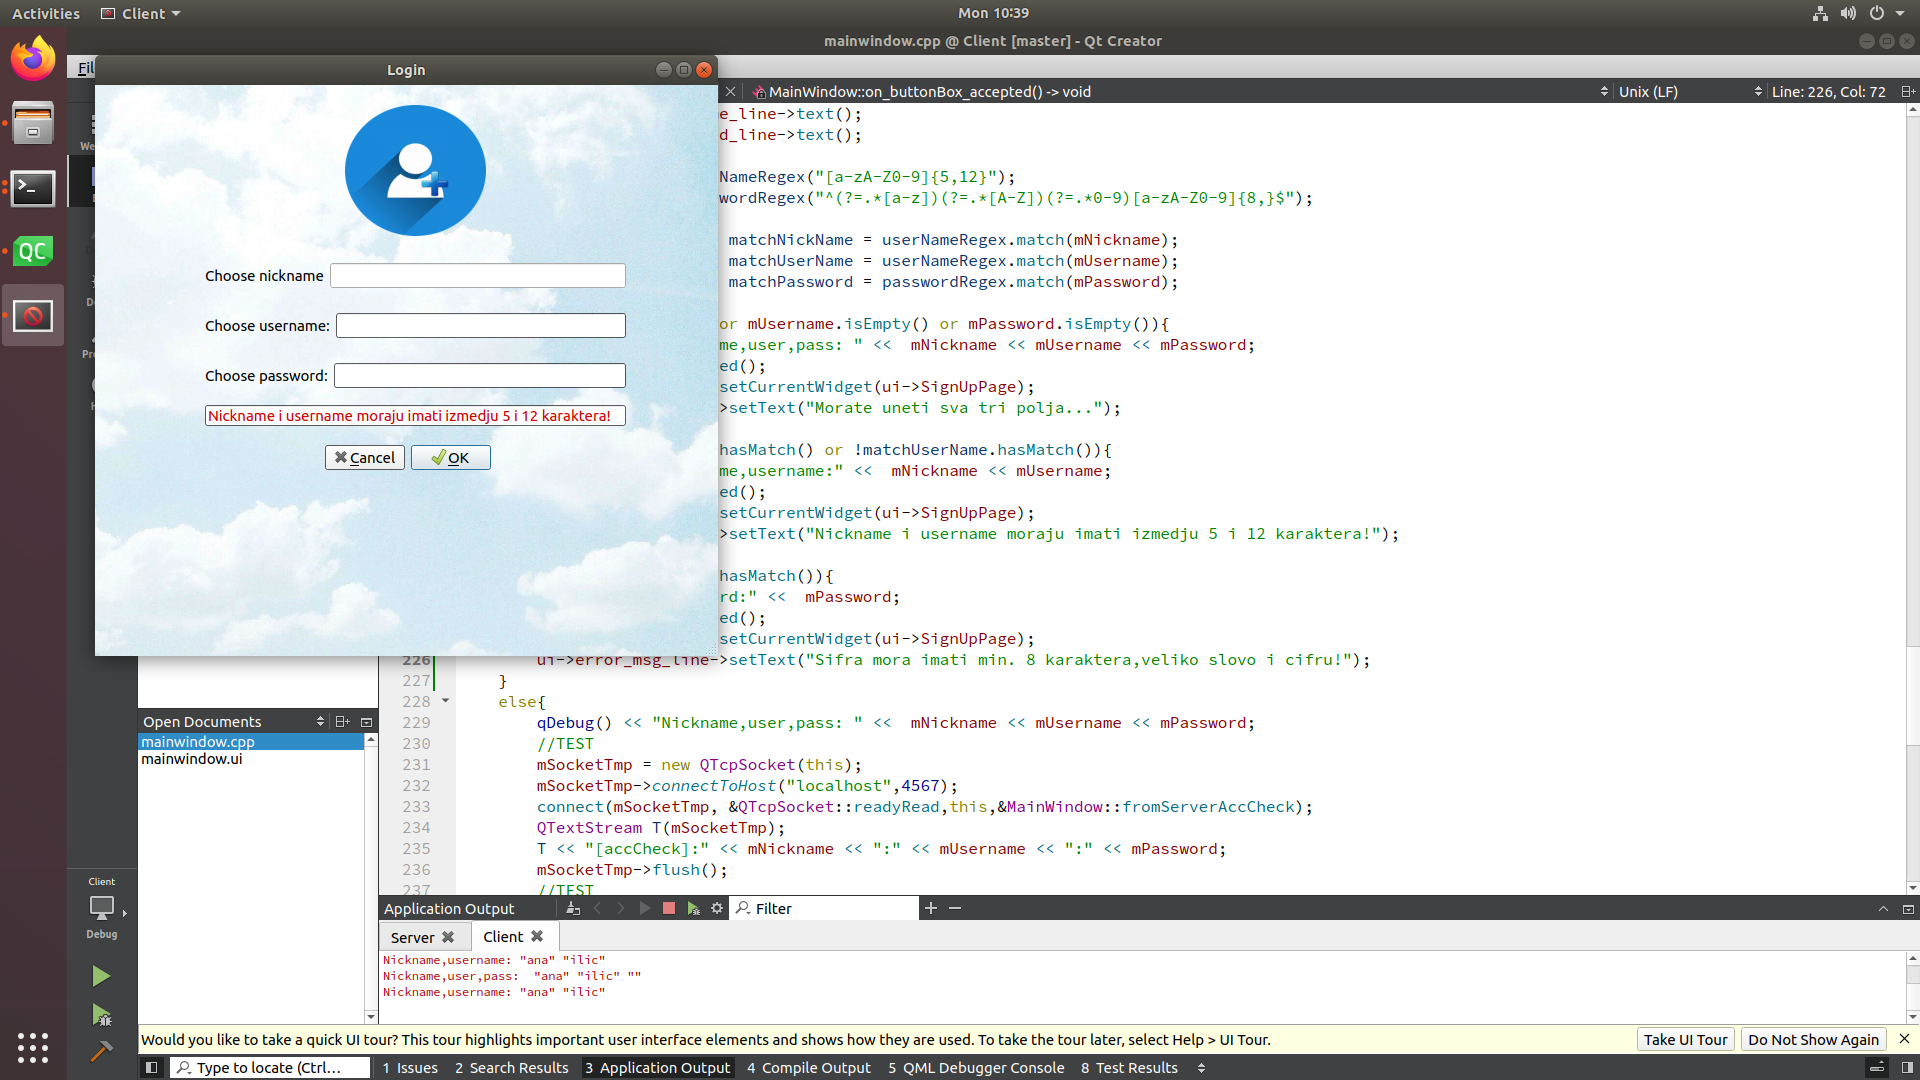 Activities
Client
Mon 10:39
mainwindow.cpp @ Client [master] - Qt Creator
Login
MainWindow::on_buttonBox_accepted() -> void
Unix (LF)
Line: 226, Col: 72
e_line->text();
d_line->text();
NameRegex("[a-zA-Z0-9]{5,12}");
wordRegex("^(?=.*[a-z])(?=.*[A-Z])(?=.*0-9)[a-zA-Z0-9]{8,}$");
matchNickName = userNameRegex.match(mNickname);
matchUserName = userNameRegex.match(mUsername);
matchPassword = passwordRegex.match(mPassword);
or mUsername.isEmpty() or mPassword.isEmpty()){
me,user,pass: " <<  mNickname << mUsername << mPassword;
ed();
setCurrentWidget(ui->SignUpPage);
>setText("Morate uneti sva tri polja...");
hasMatch() or !matchUserName.hasMatch()){
me,username:" <<  mNickname << mUsername;
ed();
setCurrentWidget(ui->SignUpPage);
>setText("Nickname i username moraju imati izmedju 5 i 12 karaktera!");
hasMatch()){
rd:" <<  mPassword;
ed();
setCurrentWidget(ui->SignUpPage);
226 ui->error_msg_line->setText("Sifra mora imati min. 8 karaktera,veliko slovo i cifru!");
227 }
228 else{
229 qDebug() << "Nickname,user,pass: " <<  mNickname << mUsername << mPassword;
230 //TEST
231 mSocketTmp = new QTcpSocket(this);
232 mSocketTmp->connectToHost("localhost",4567);
233 connect(mSocketTmp, &QTcpSocket::readyRead,this,&MainWindow::fromServerAccCheck);
234 QTextStream T(mSocketTmp);
235 T << "[accCheck]:" << mNickname << ":" << mUsername << ":" << mPassword;
236 mSocketTmp->flush();
237 //TEST
Choose nickname
Choose username:
Choose password:
Nickname i username moraju imati izmedju 5 i 12 karaktera!
Cancel
OK
Open Documents
mainwindow.cpp
mainwindow.ui
Client
Debug
Application Output
Filter
Server
Client
Nickname,username: "ana" "ilic"
Nickname,user,pass:  "ana" "ilic" ""
Nickname,username: "ana" "ilic"
Would you like to take a quick UI tour? This tour highlights important user interface elements and shows how they are used. To take the tour later, select Help > UI Tour.
Take UI Tour
Do Not Show Again
Type to locate (Ctrl...
1 Issues
2 Search Results
3 Application Output
4 Compile Output
5 QML Debugger Console
8 Test Results